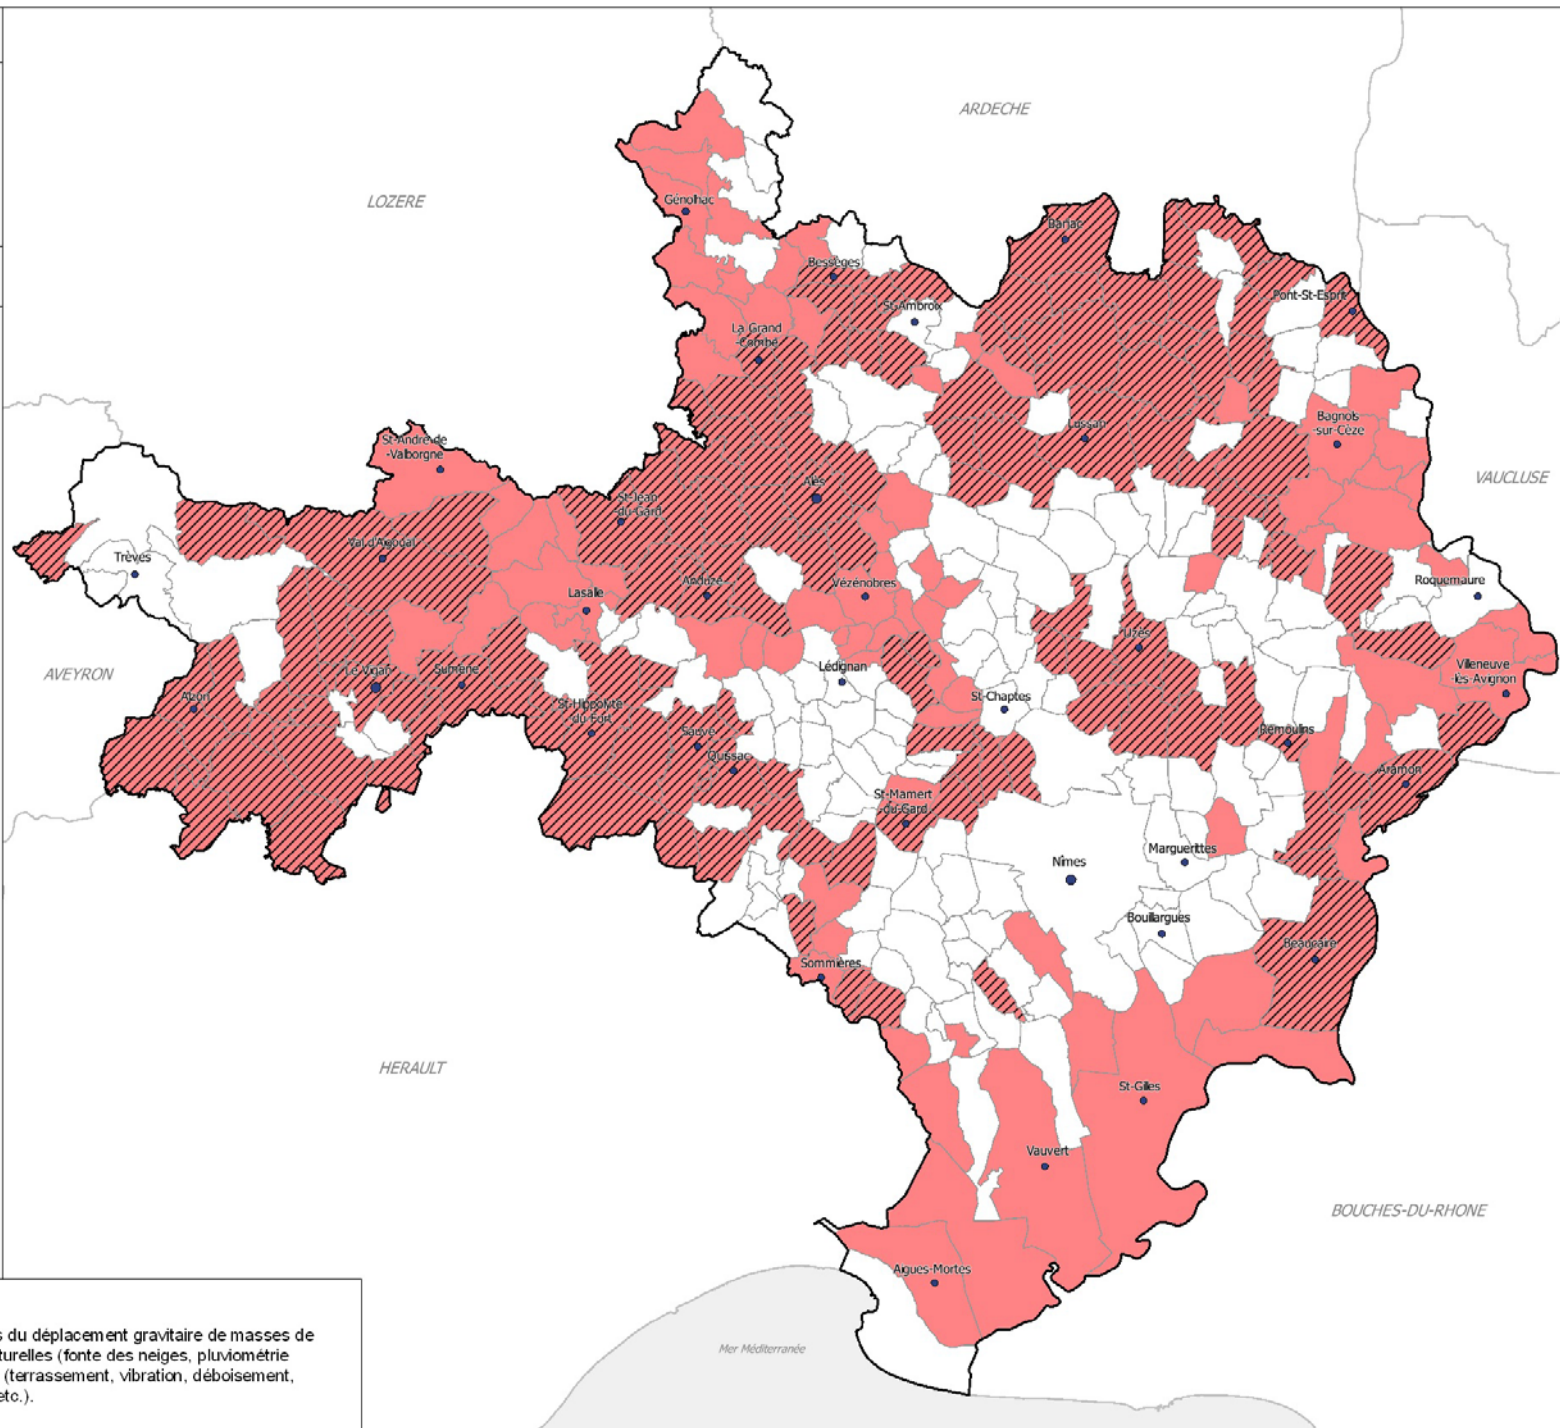 ARDECHE
LOZERE
Génolhac
Barjac
Bessèges
Pont-St-Esprit
St-Ambroix
La Grand
-Combe
Bagnols
-sur-Cèze
Lussan
St-André-de
-Valborgne
VAUCLUSE
Alès
St-Jean
-du-Gard
Val d'Aigoual
Trèves
Roquemaure
Anduze
Vézénobres
Lasalle
Uzès
AVEYRON
Le Vigan
Sumène
Lédignan
Villeneuve
-lès-Avignon
Alzon
St-Chaptes
St-Hippolyte
du-Fort
Sauve
Remoulins
Quissac
Aramon
St-Mamert
-du-Gard
Nîmes
Marguerittes
Bouillargues
Beaucaire
Sommières
HERAULT
St-Gilles
Vauvert
BOUCHES-DU-RHONE
Aigues-Mortes
s du déplacement gravitaire de masses de
turelles (fonte des neiges, pluviométrie
(terrassement, vibration, déboisement,
etc.).
Mer Méditerranée